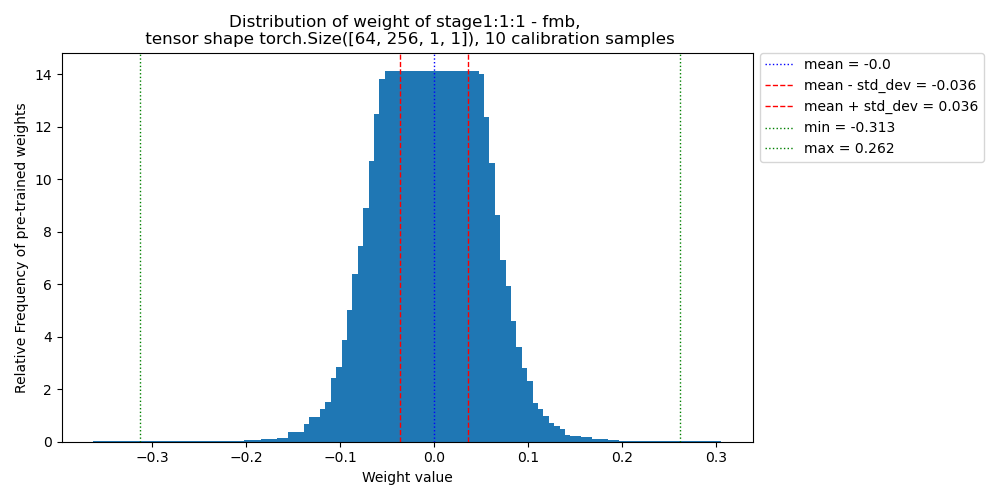 Distribution of weight of stage1:1:1 - fmb,
tensor shape torch.Size([64, 256, 1, 1]), 10 calibration samples
Relative Frequency of pre-trained weights
14
12
10
8
6
4
2
0
−0.3
−0.2
−0.1
0.0
0.1
0.2
0.3
Weight value
mean = -0.0
mean - std_dev = -0.036
mean + std_dev = 0.036
min = -0.313
max = 0.262